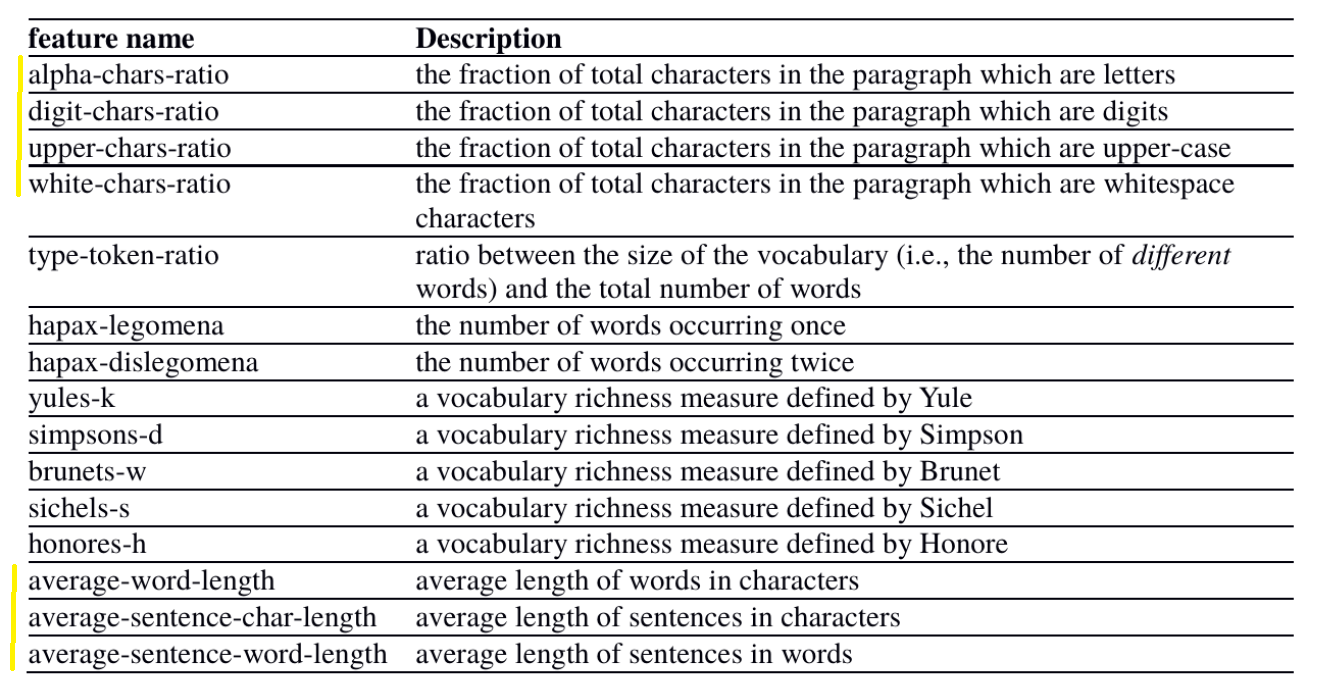 feature name Description
alpha-chars-ratio the fraction of total characters in the paragraph which are letters
digit-chars-ratio the fraction of total characters in the paragraph which are digits
upper-chars-ratio the fraction of total characters in the paragraph which are upper-case
white-chars-ratio the fraction of total characters in the paragraph which are whitespace
characters
type-token-ratio ratio between the size of the vocabulary (i.e., the number of different
words) and the total number of words
hapax-legomena the number of words occurring once
hapax-dislegomena the number of words occurring twice
yules-k a vocabulary richness measure defined by Yule
simpsons-d a vocabulary richness measure defined by Simpson
brunets-w a vocabulary richness measure defined by Brunet
sichels-s a vocabulary richness measure defined by Sichel
honores-h a vocabulary richness measure defined by Honore
average-word-length average length of words in characters
average-sentence-char-length average length of sentences in characters
average-sentence-word-length average length of sentences in words